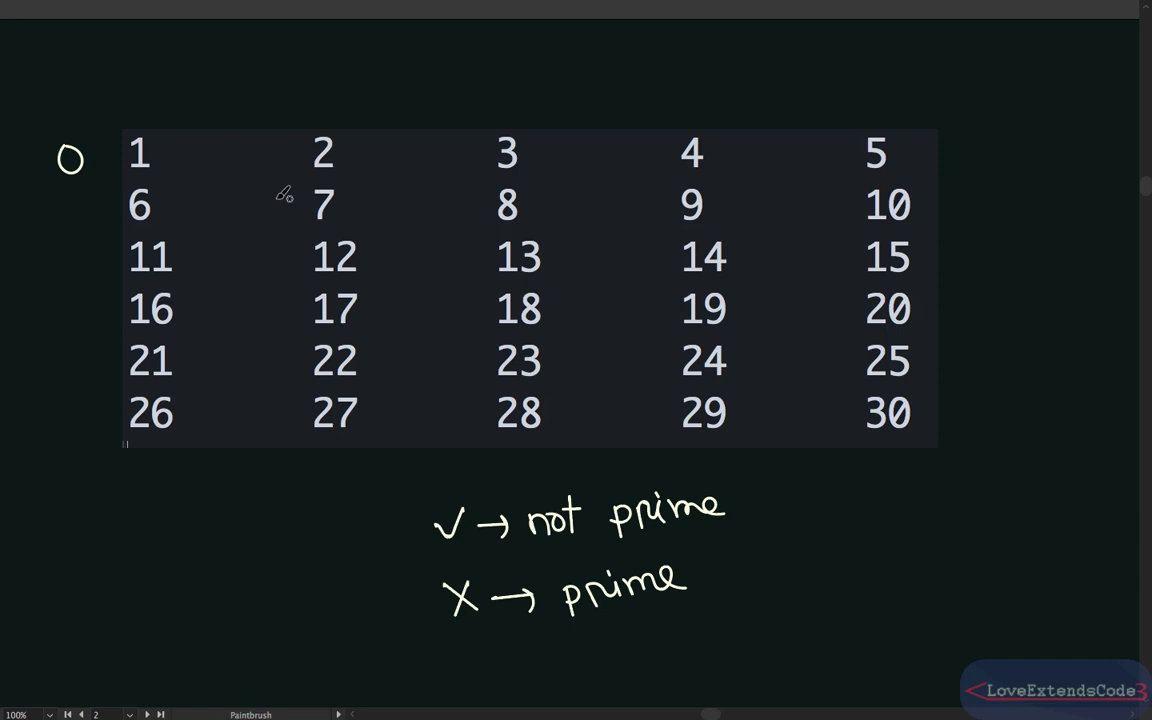 0 1 2 3 4 5
6 7 8 9 10
11 12 13 14 15
16 17 18 19 20
21 22 23 24 25
26 27 28 29 30
✓ → not prime
X → prime
<LoveExtendsCode3
100% 2 Paintbrush